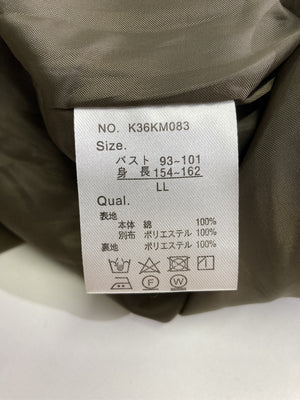 NO. K36KM083
Size.
バスト 93~101
身 長 154~162
LL
Qual.
表地
本体 綿 100%
別布 ポリエステル 100%
裏地 ポリエステル 100%
F W